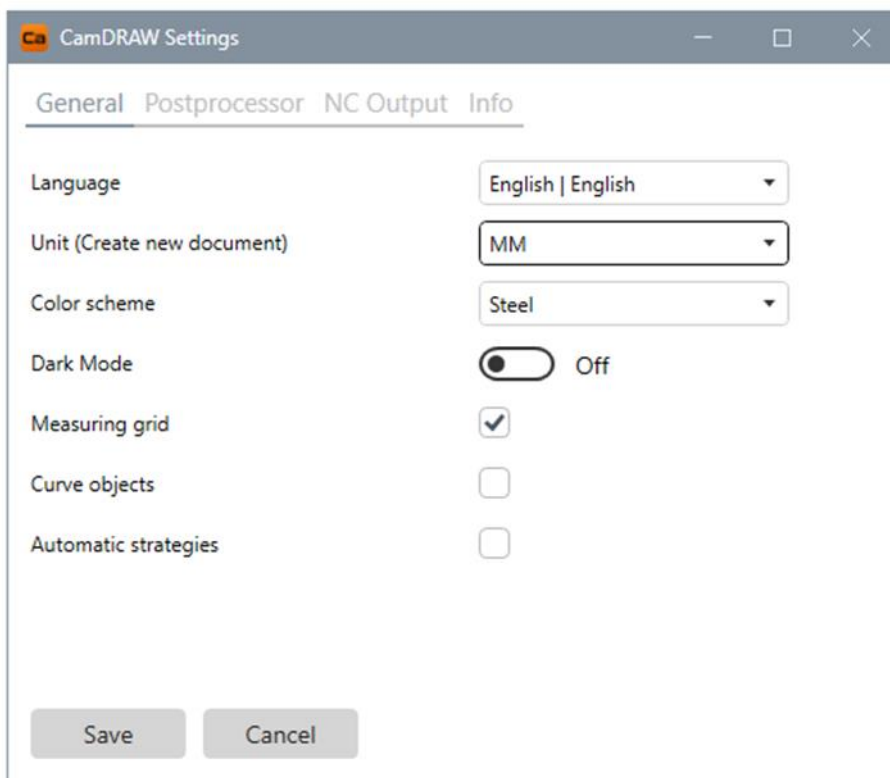 Ca CamDRAW Settings
General Postprocessor NC Output Info
Language English | English
Unit (Create new document) MM
Color scheme Steel
Dark Mode Off
Measuring grid
Curve objects
Automatic strategies
Save Cancel